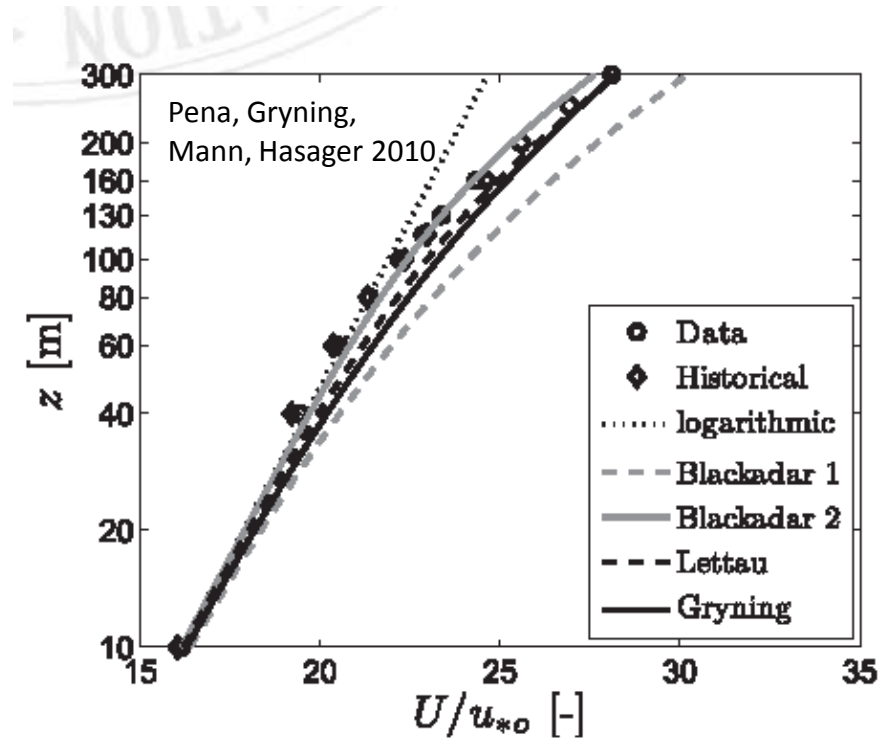 NOITA
300
200
160
130
100
80
60
40
20
10
z [m]
Pena, Gryning,
Mann, Hasager 2010
Data
Historical
logarithmic
Blackadar 1
Blackadar 2
Lettau
Gryning
15
20
25
30
35
U/u*o [-]